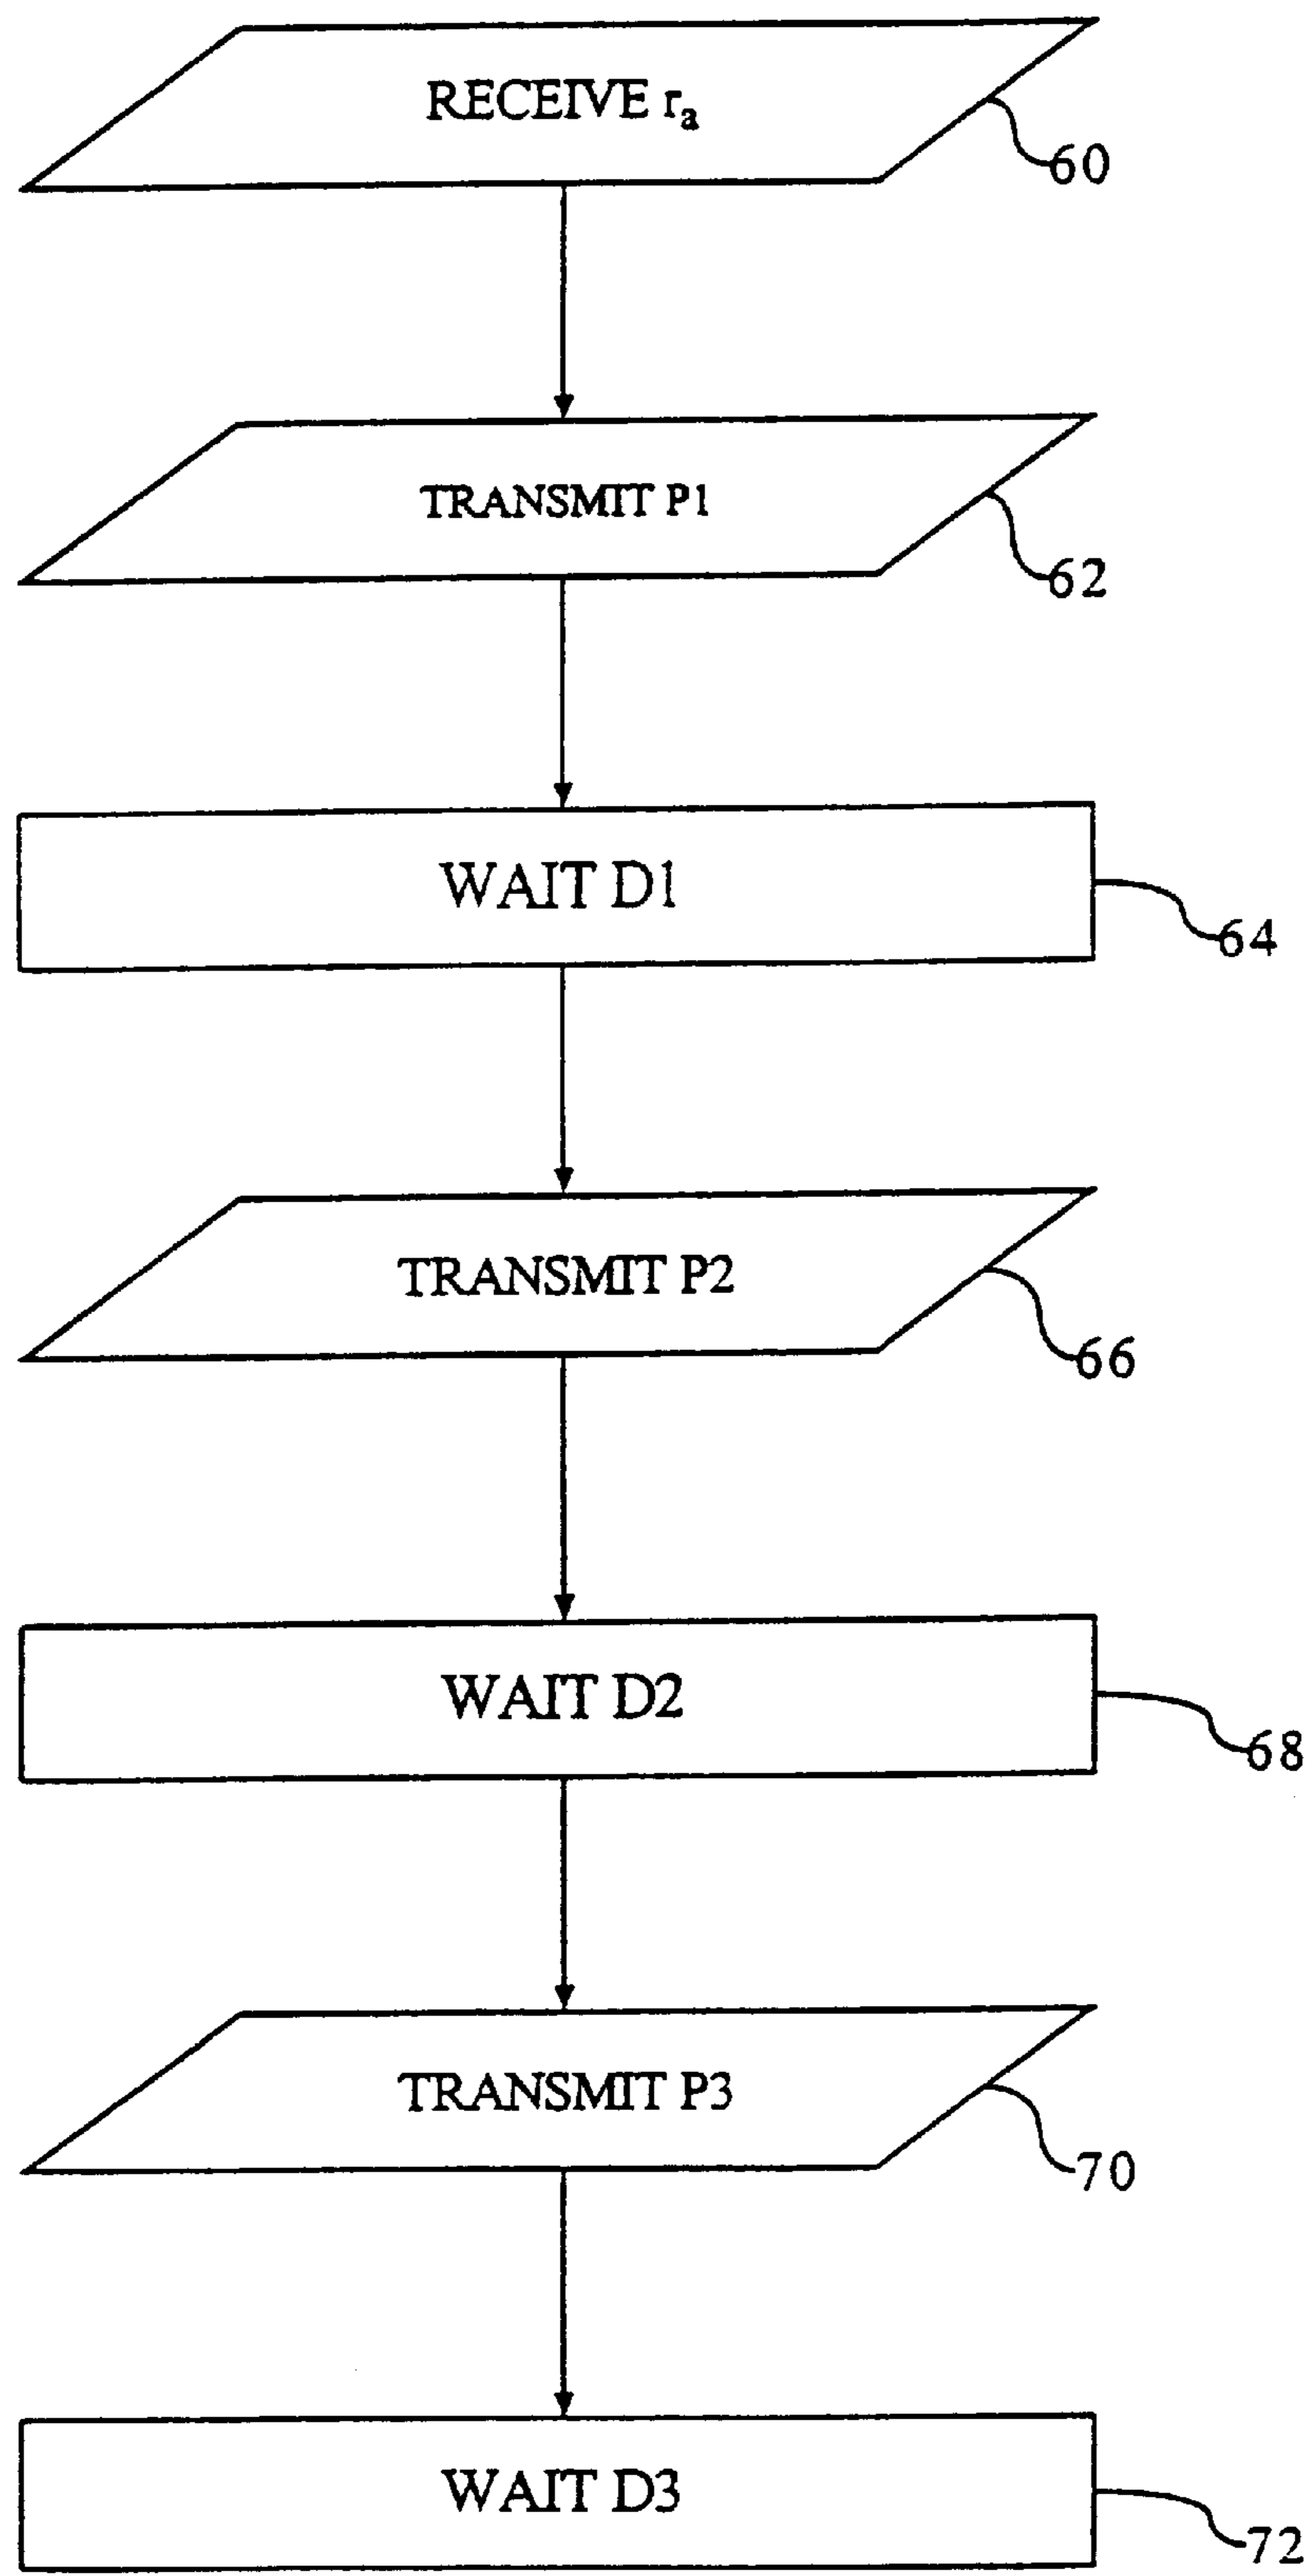 RECEIVE rₐ
60
TRANSMIT P1
62
WAIT D1
64
TRANSMIT P2
66
WAIT D2
68
TRANSMIT P3
70
WAIT D3
72